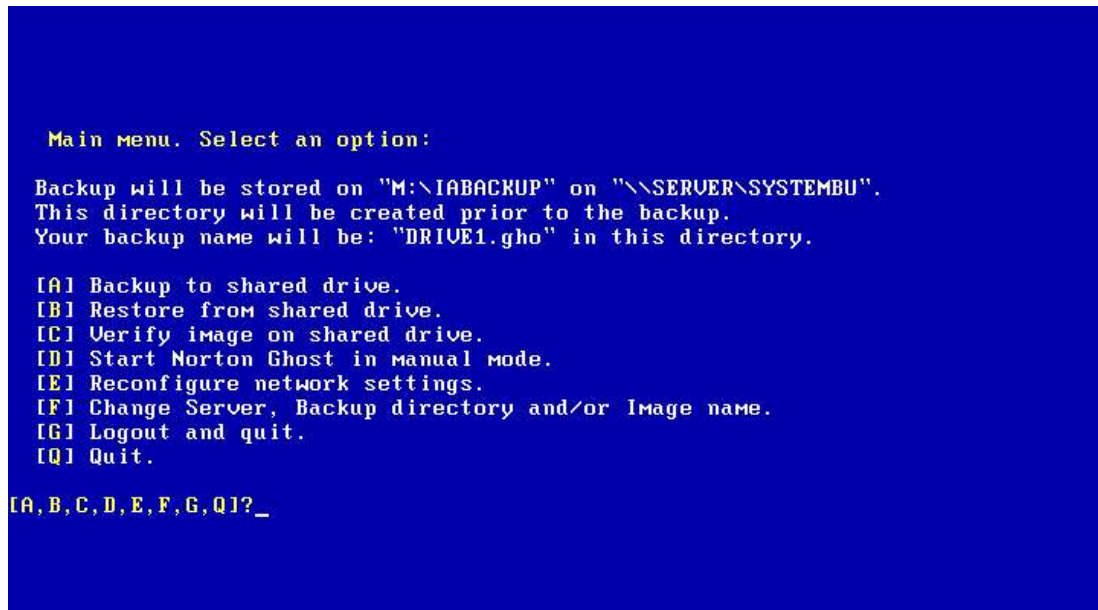 Main menu. Select an option:
Backup will be stored on "M:\IABACKUP" on "\\SERVER\SYSTEMBU".
This directory will be created prior to the backup.
Your backup name will be: "DRIVE1.gho" in this directory.
[A] Backup to shared drive.
[B] Restore from shared drive.
[C] Verify image on shared drive.
[D] Start Norton Ghost in manual mode.
[E] Reconfigure network settings.
[F] Change Server, Backup directory and/or Image name.
[G] Logout and quit.
[Q] Quit.
[A,B,C,D,E,F,G,Q]?_